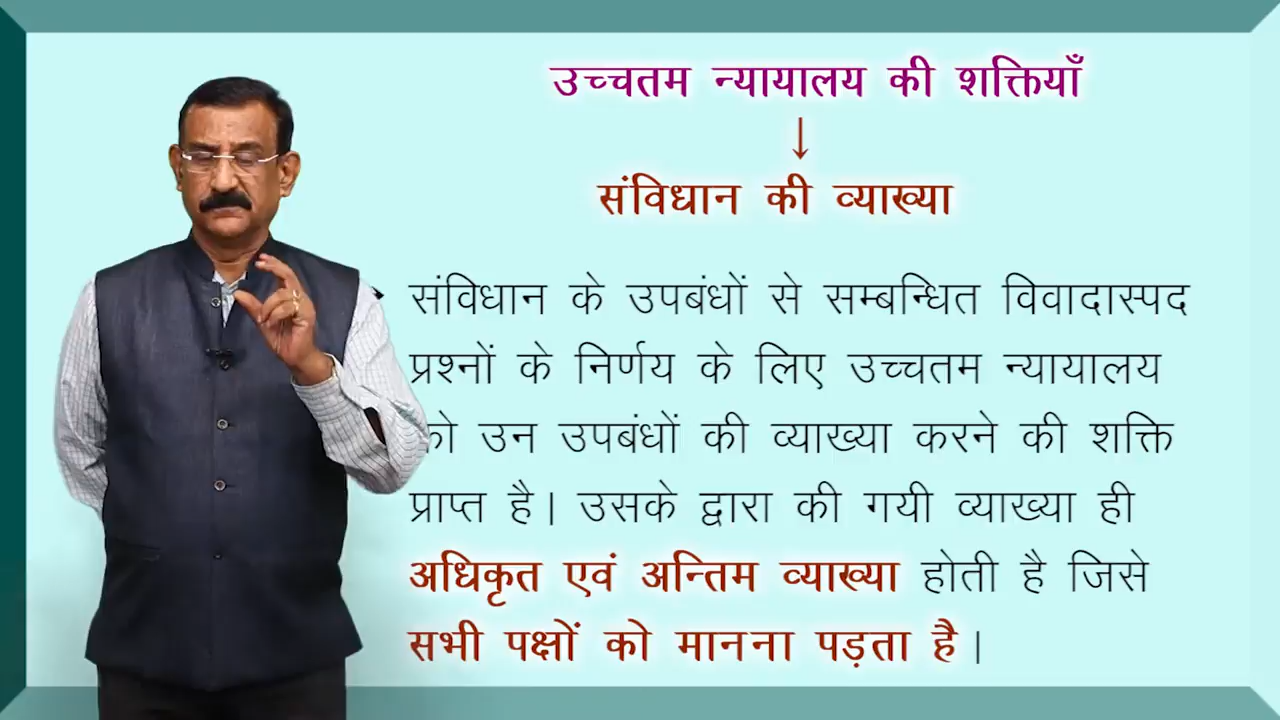 उच्चतम न्यायालय की शक्तियाँ
↓
संविधान की व्याख्या
संविधान के उपबंधों से सम्बन्धित विवादास्पद
प्रश्नों के निर्णय के लिए उच्चतम न्यायालय
को उन उपबंधों की व्याख्या करने की शक्ति
प्राप्त है। उसके द्वारा की गयी व्याख्या ही
अधिकृत एवं अन्तिम व्याख्या होती है जिसे
सभी पक्षों को मानना पड़ता है।